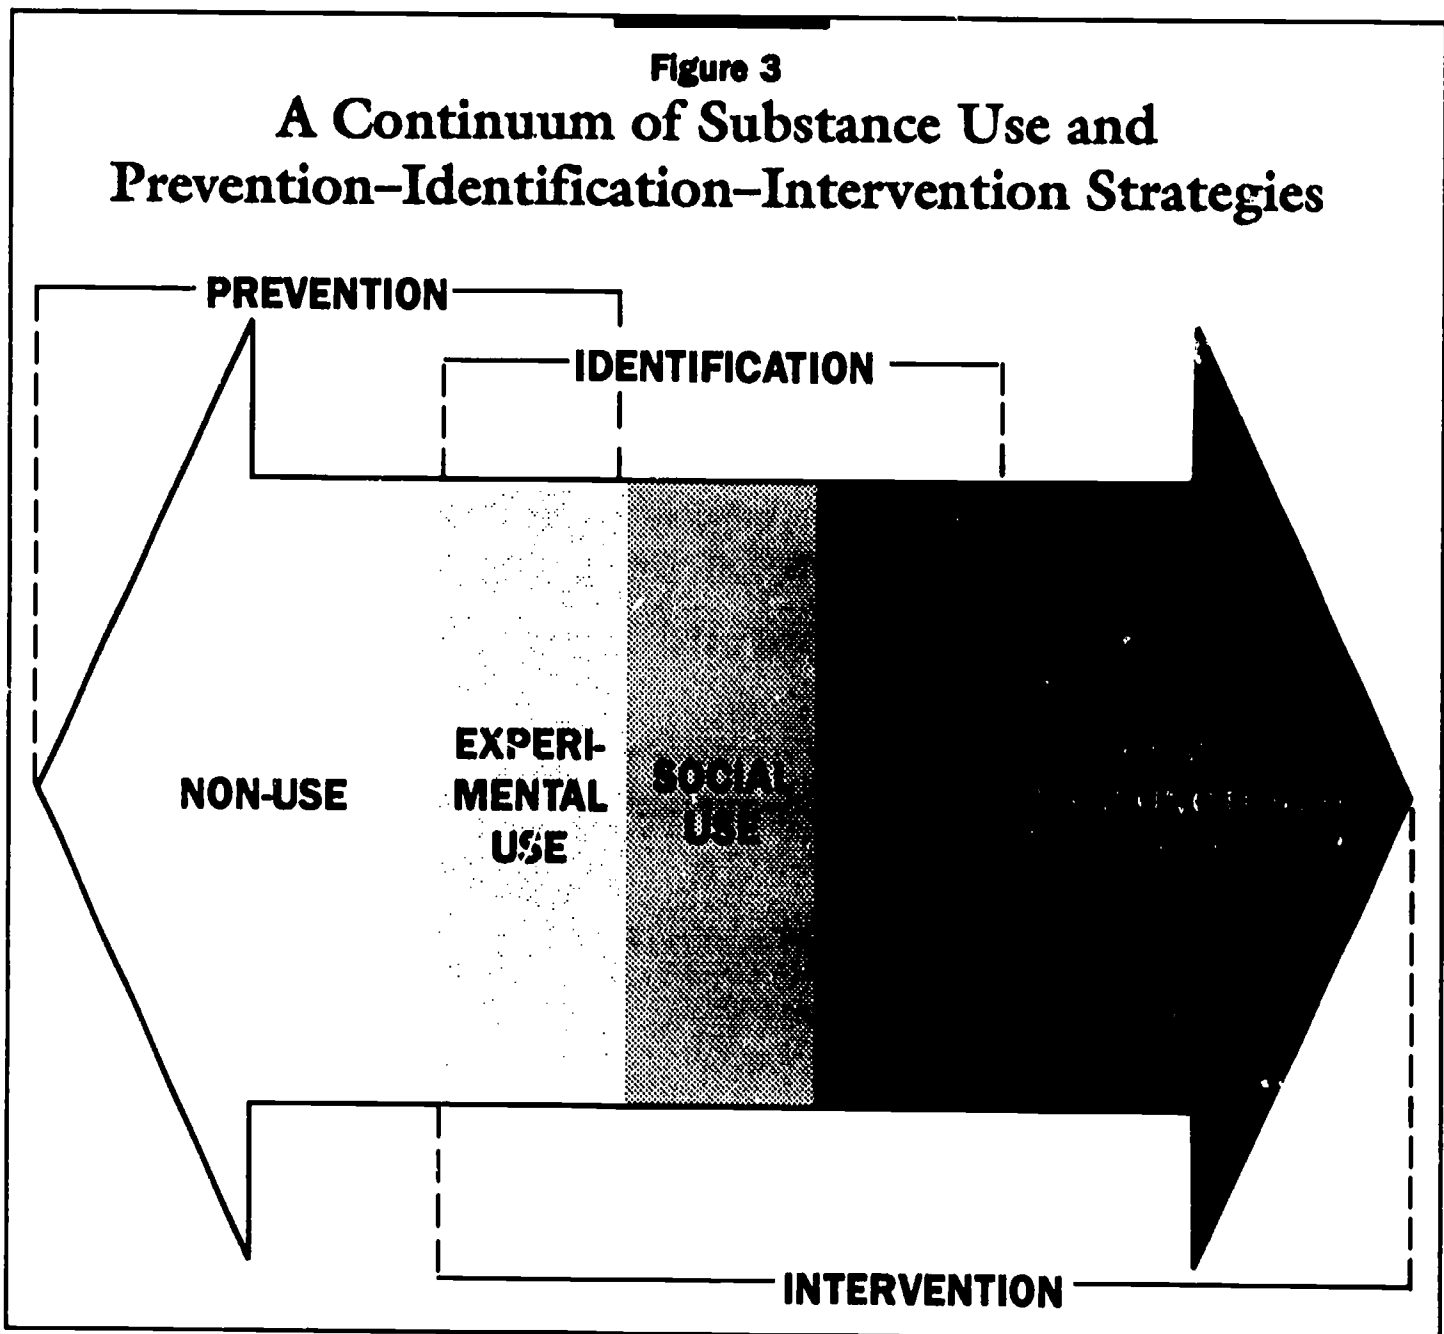 Figure 3
A Continuum of Substance Use and
Prevention–Identification–Intervention Strategies
PREVENTION
IDENTIFICATION
NON-USE
EXPERI-
MENTAL
USE
SOCIAL
USE
INTERVENTION